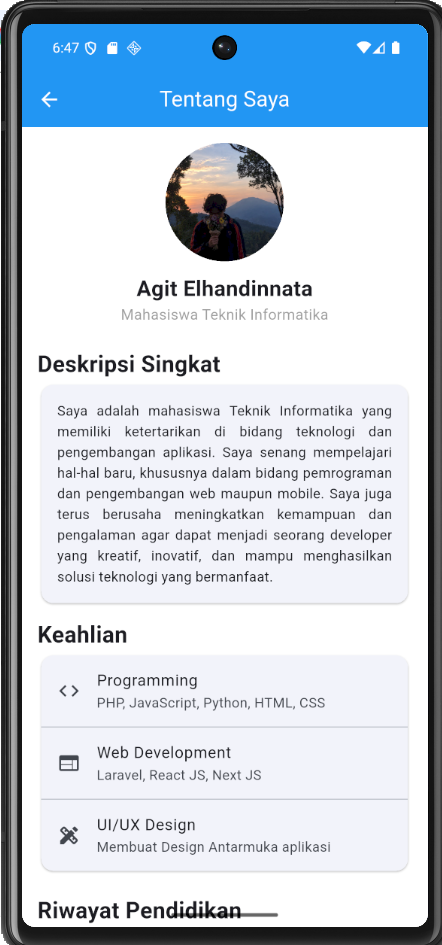 6:47
Tentang Saya
Agit Elhandinnata
Mahasiswa Teknik Informatika
Deskripsi Singkat
Saya adalah mahasiswa Teknik Informatika yang
memiliki ketertarikan di bidang teknologi dan
pengembangan aplikasi. Saya senang mempelajari
hal-hal baru, khususnya dalam bidang pemrograman
dan pengembangan web maupun mobile. Saya juga
terus berusaha meningkatkan kemampuan dan
pengalaman agar dapat menjadi seorang developer
yang kreatif, inovatif, dan mampu menghasilkan
solusi teknologi yang bermanfaat.
Keahlian
Programming
PHP, JavaScript, Python, HTML, CSS
Web Development
Laravel, React JS, Next JS
UI/UX Design
Membuat Design Antarmuka aplikasi
Riwayat Pendidikan